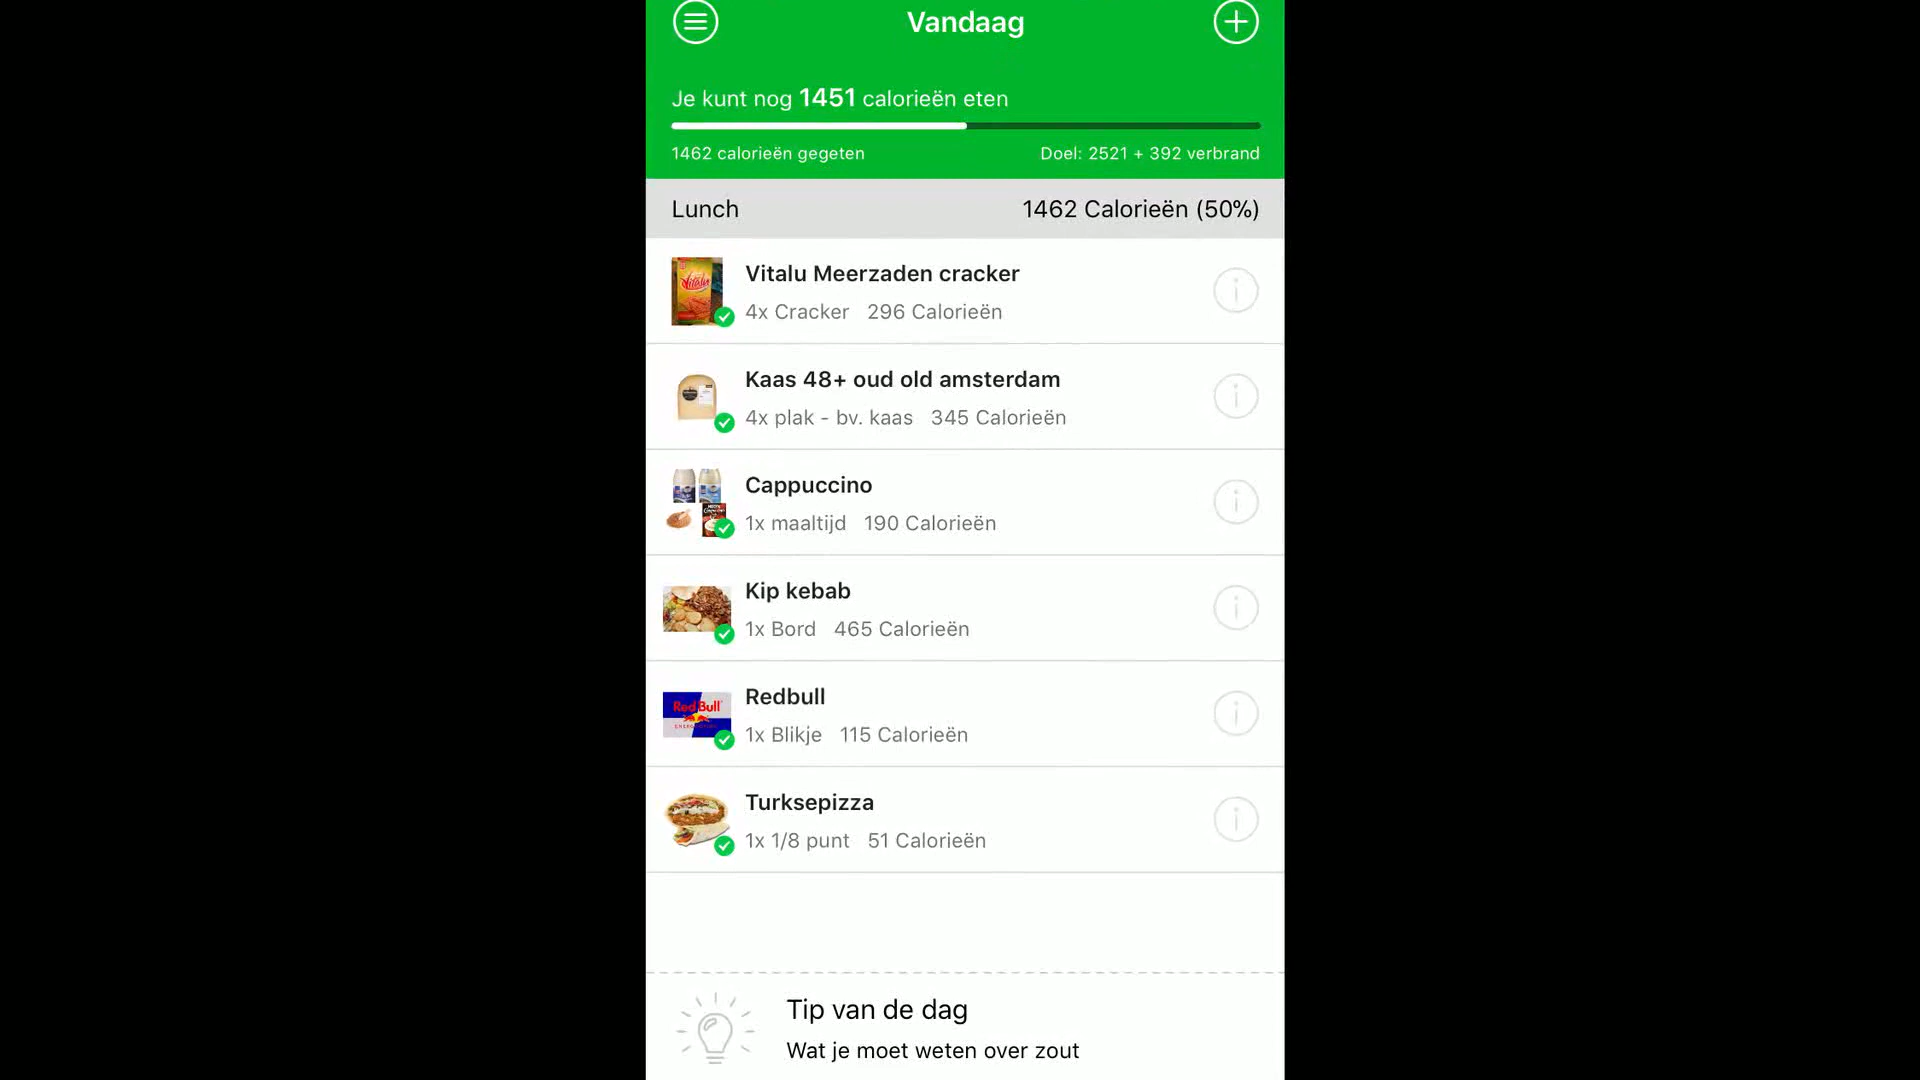 Vandaag
Je kunt nog 1451 calorieën eten
1462 calorieën gegeten
Doel: 2521 + 392 verbrand
Lunch
1462 Calorieën (50%)
Vitalu
Vitalu Meerzaden cracker
4x Cracker 296 Calorieën
Kaas 48+ oud old amsterdam
4x plak - bv. kaas 345 Calorieën
Cappuccino
1x maaltijd 190 Calorieën
Kip kebab
1x Bord 465 Calorieën
Red Bull
Redbull
1x Blikje 115 Calorieën
Turksepizza
1x 1/8 punt 51 Calorieën
Tip van de dag
Wat je moet weten over zout